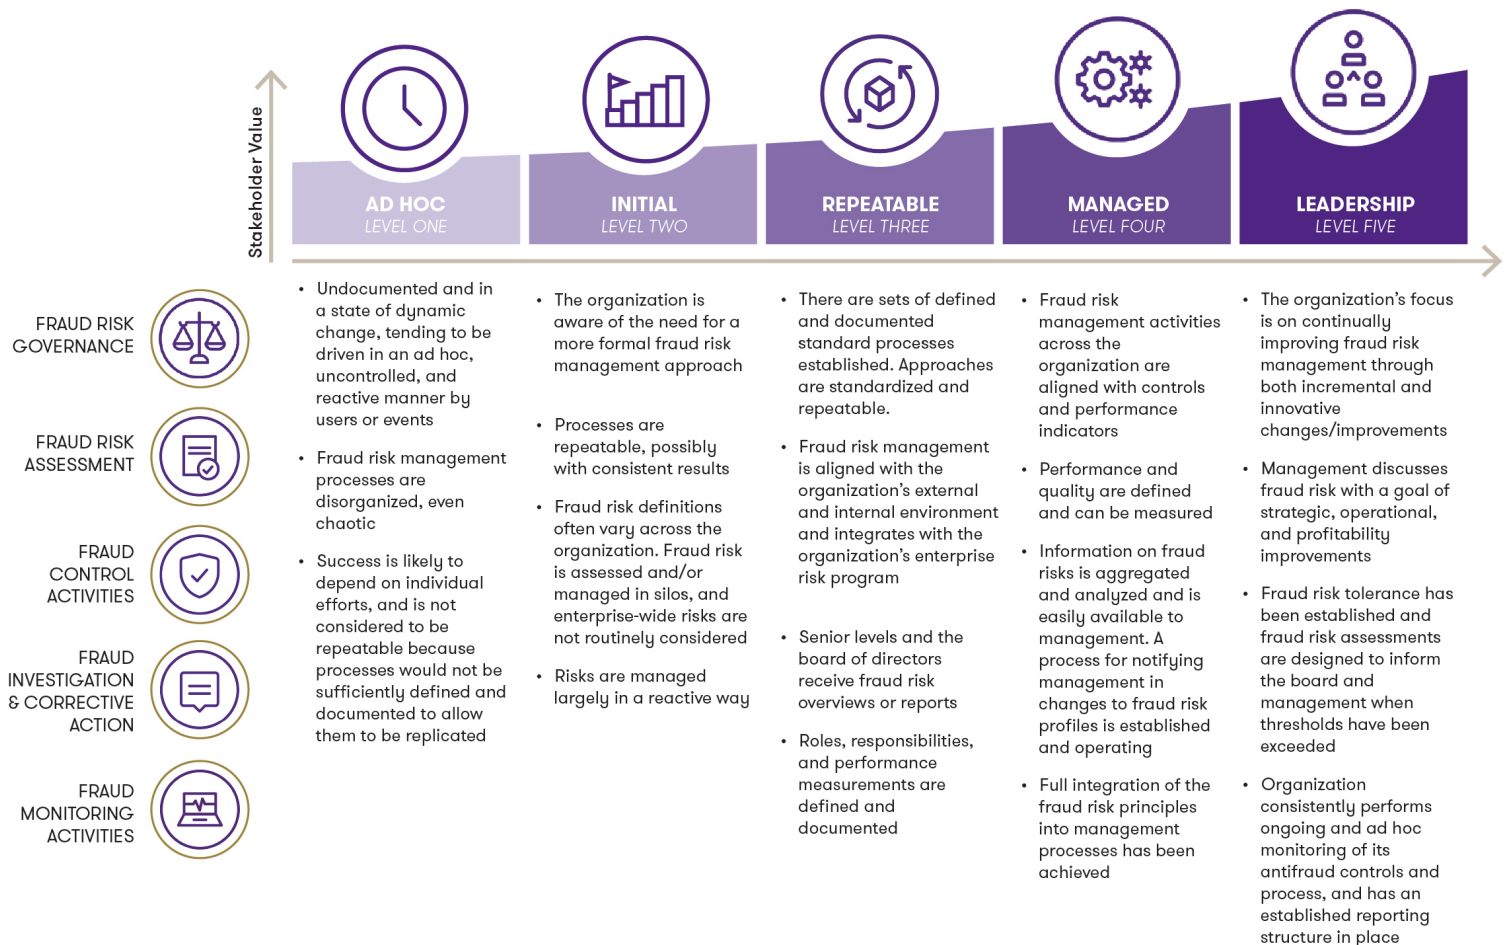 Stakeholder Value
AD HOC
LEVEL ONE
INITIAL
LEVEL TWO
REPEATABLE
LEVEL THREE
MANAGED
LEVEL FOUR
LEADERSHIP
LEVEL FIVE
FRAUD RISK
GOVERNANCE
FRAUD RISK
ASSESSMENT
FRAUD
CONTROL
ACTIVITIES
FRAUD
INVESTIGATION
& CORRECTIVE
ACTION
FRAUD
MONITORING
ACTIVITIES
• Undocumented and in
a state of dynamic
change, tending to be
driven in an ad hoc,
uncontrolled, and
reactive manner by
users or events
• Fraud risk management
processes are
disorganized, even
chaotic
• Success is likely to
depend on individual
efforts, and is not
considered to be
repeatable because
processes would not be
sufficiently defined and
documented to allow
them to be replicated
• The organization is
aware of the need for a
more formal fraud risk
management approach
• Processes are
repeatable, possibly
with consistent results
• Fraud risk definitions
often vary across the
organization. Fraud risk
is assessed and/or
managed in silos, and
enterprise-wide risks are
not routinely considered
• Risks are managed
largely in a reactive way
• There are sets of defined
and documented
standard processes
established. Approaches
are standardized and
repeatable.
• Fraud risk management
is aligned with the
organization's external
and internal environment
and integrates with the
organization's enterprise
risk program
• Senior levels and the
board of directors
receive fraud risk
overviews or reports
• Roles, responsibilities,
and performance
measurements are
defined and
documented
• Fraud risk
management activities
across the
organization are
aligned with controls
and performance
indicators
• Performance and
quality are defined
and can be measured
• Information on fraud
risks is aggregated
and analyzed and is
easily available to
management. A
process for notifying
management in
changes to fraud risk
profiles is established
and operating
• Full integration of the
fraud risk principles
into management
processes has been
achieved
• The organization's focus
is on continually
improving fraud risk
management through
both incremental and
innovative
changes/improvements
• Management discusses
fraud risk with a goal of
strategic, operational,
and profitability
improvements
• Fraud risk tolerance has
been established and
fraud risk assessments
are designed to inform
the board and
management when
thresholds have been
exceeded
• Organization
consistently performs
ongoing and ad hoc
monitoring of its
antifraud controls and
process, and has an
established reporting
structure in place